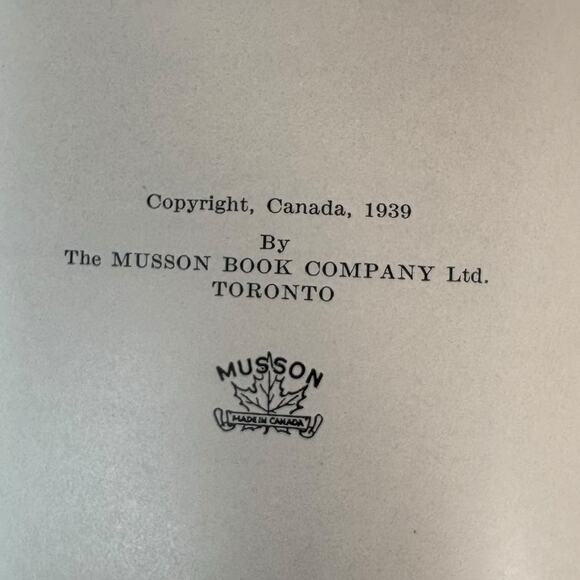 Copyright, Canada, 1939
By
The MUSSON BOOK COMPANY Ltd.
TORONTO
MUSSON
MADE IN CANADA